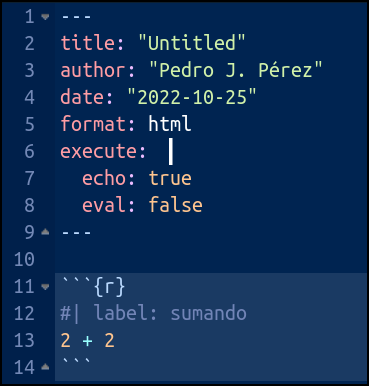 1 ---
2 title: "Untitled"
3 author: "Pedro J. Pérez"
4 date: "2022-10-25"
5 format: html
6 execute:
7   echo: true
8   eval: false
9 ---
10
11 ```{r}
12 #| label: sumando
13 2 + 2
14 ```